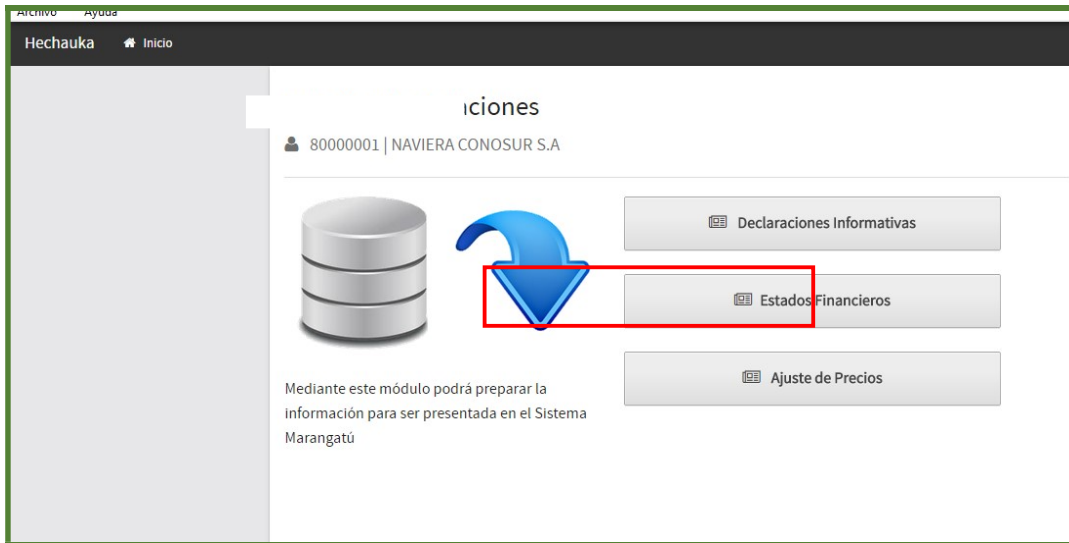 Archivo Ayuda
Hechauka Inicio
aciones
80000001 | NAVIERA CONOSUR S.A
Declaraciones Informativas
Estados Financieros
Ajuste de Precios
Mediante este módulo podrá preparar la
información para ser presentada en el Sistema
Marangatú